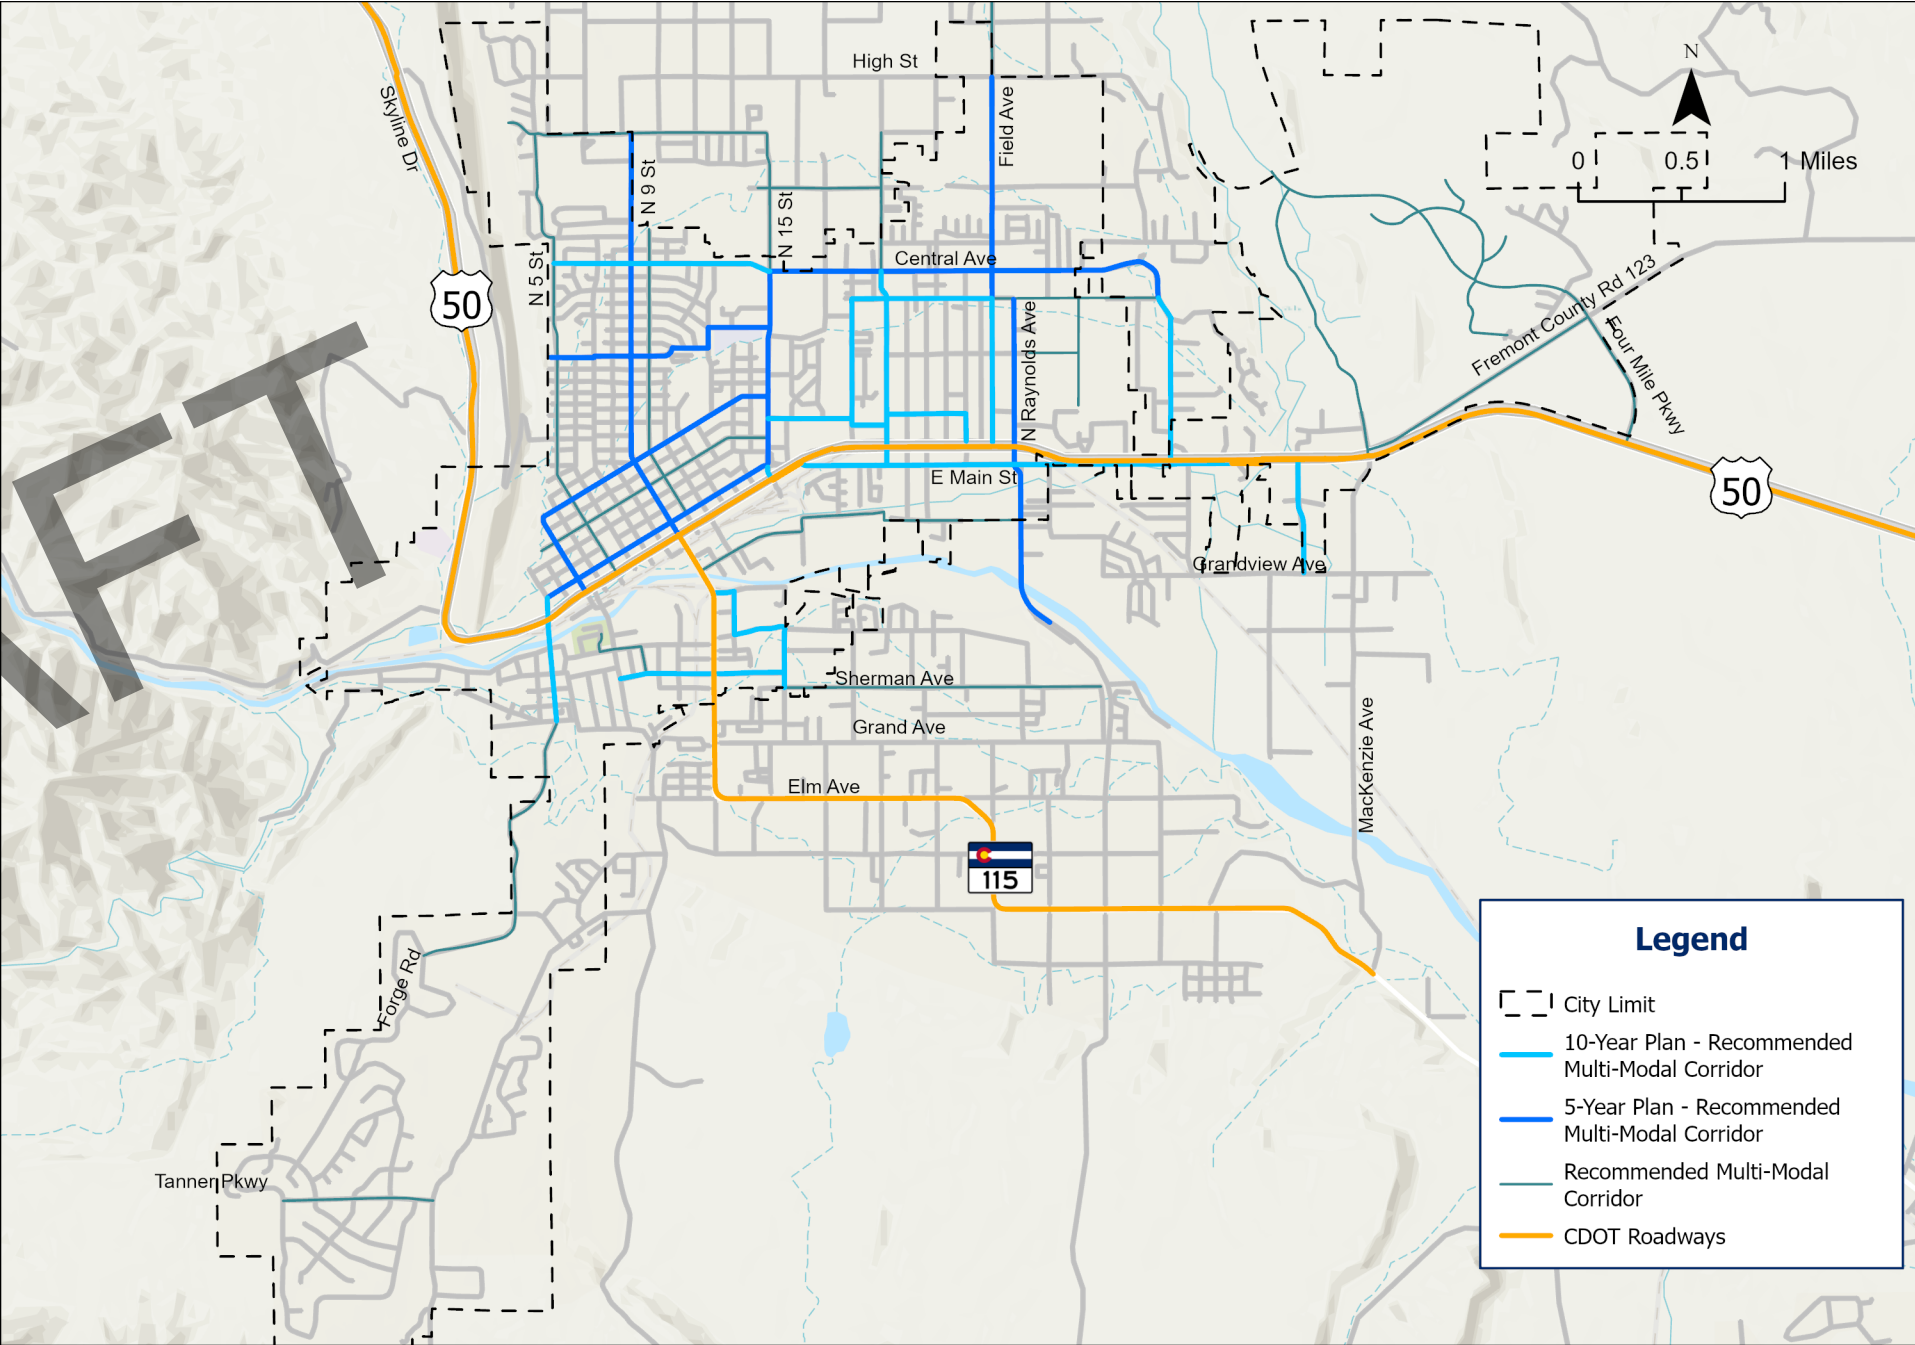 High St
N
Skyline Dr
Field Ave
0
0.5
1 Miles
N 9 St
N 15 St
Central Ave
N 5 St
50
Fremont County Rd 123
Four Mile Pkwy
N Raynolds Ave
FT
E Main St
50
Grandview Ave
Sherman Ave
Grand Ave
MacKenzie Ave
Elm Ave
115
Forge Rd
Tanner Pkwy
Legend
City Limit
10-Year Plan - Recommended
Multi-Modal Corridor
5-Year Plan - Recommended
Multi-Modal Corridor
Recommended Multi-Modal
Corridor
CDOT Roadways